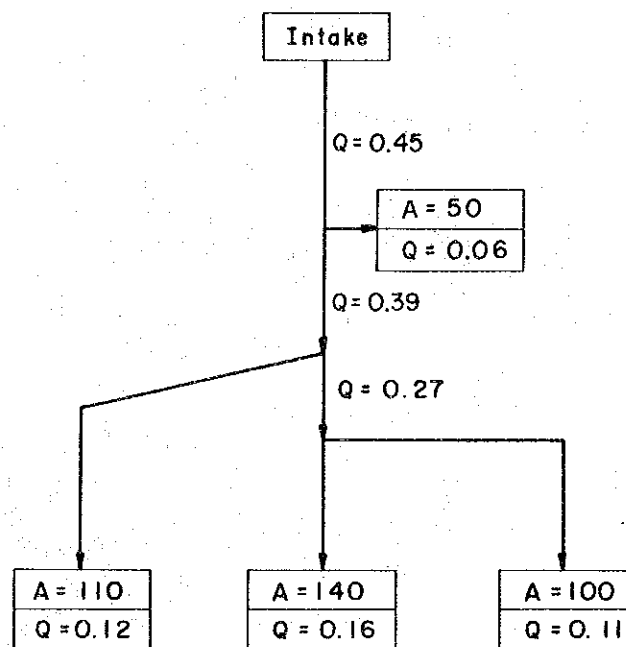 Intake
Q = 0.45
A = 50
Q = 0.06
Q = 0.39
Q = 0.27
A = 110
Q = 0.12
A = 140
Q = 0.16
A = 100
Q = 0.11